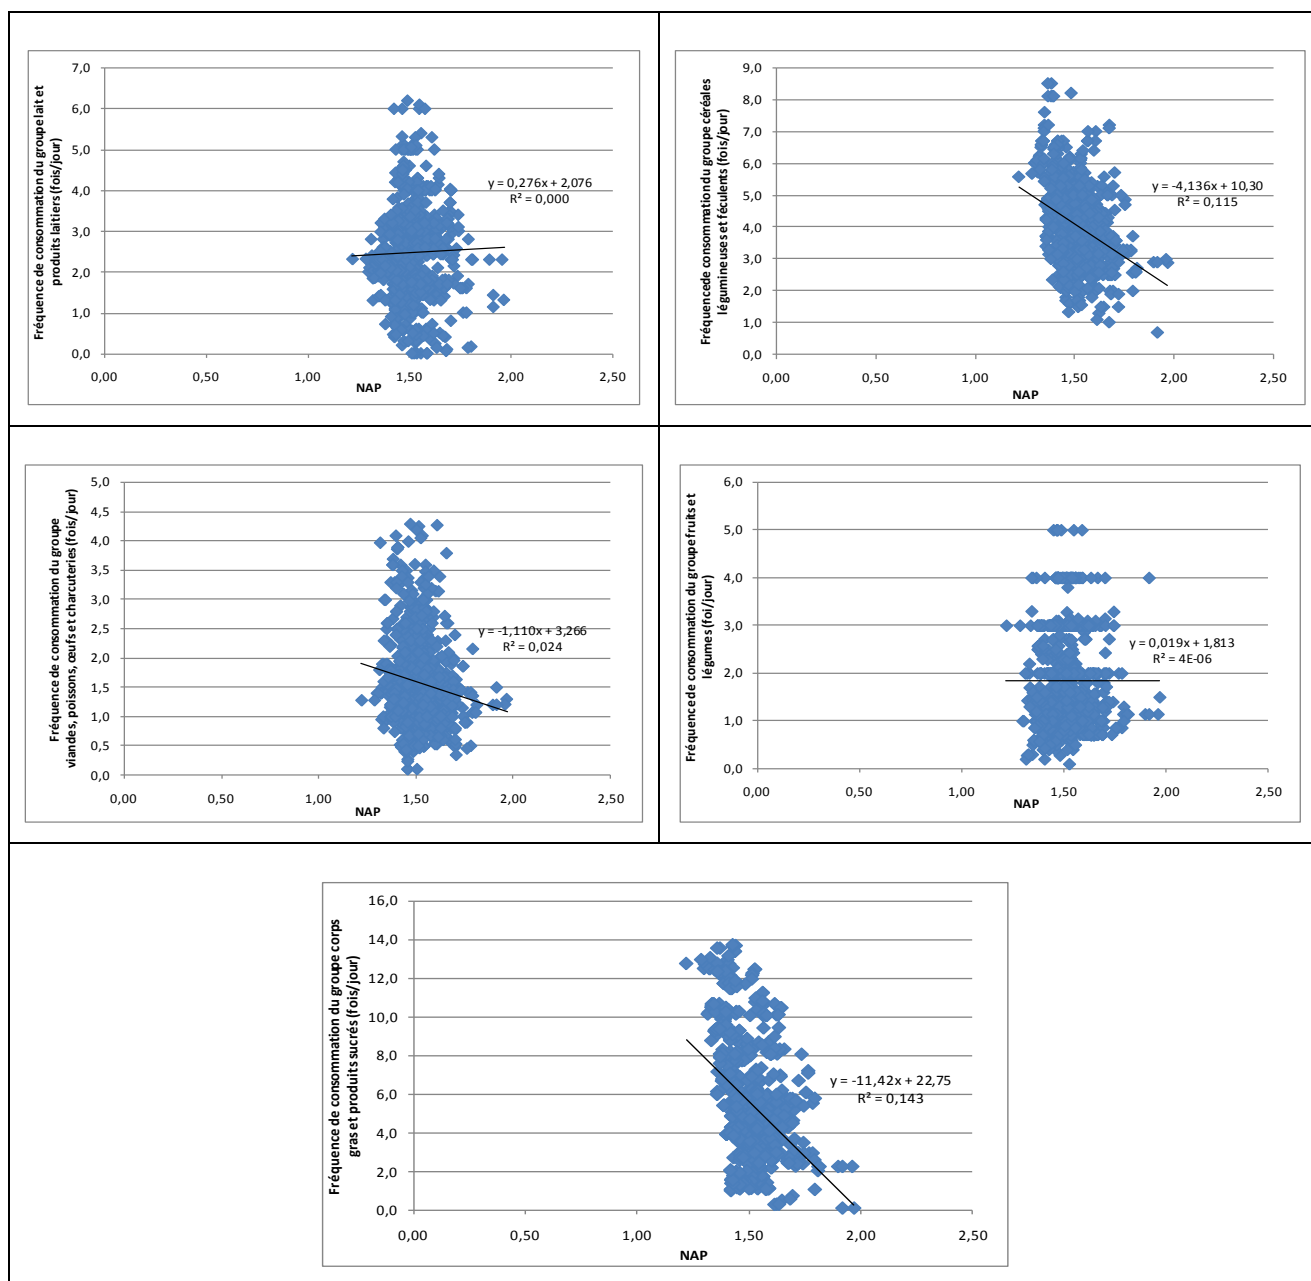 Fréquence de consommation du groupe lait et
produits laitiers (fois/jour)
7,0
6,0
5,0
4,0
3,0
2,0
1,0
0,0
y = 0,276x + 2,076
R² = 0,000
0,00 0,50 1,00 1,50 2,00 2,50
NAP
Fréquence de consommation du groupe céréales
légumineuses et féculents (fois/jour)
9,0
8,0
7,0
6,0
5,0
4,0
3,0
2,0
1,0
0,0
y = -4,136x + 10,30
R² = 0,115
0,00 0,50 1,00 1,50 2,00 2,50
NAP
Fréquence de consommation du groupe
viandes, poissons, œufs et charcuteries (fois/jour)
5,0
4,5
4,0
3,5
3,0
2,5
2,0
1,5
1,0
0,5
0,0
y = -1,110x + 3,266
R² = 0,024
0,00 0,50 1,00 1,50 2,00 2,50
NAP
Fréquence de consommation du groupe fruits et
légumes (foi/jour)
6,0
5,0
4,0
3,0
2,0
1,0
0,0
y = 0,019x + 1,813
R² = 4E-06
0,00 0,50 1,00 1,50 2,00 2,50
NAP
Fréquence de consommation du groupe corps
gras et produits sucrés (fois/jour)
16,0
14,0
12,0
10,0
8,0
6,0
4,0
2,0
0,0
y = -11,42x + 22,75
R² = 0,143
0,00 0,50 1,00 1,50 2,00 2,50
NAP